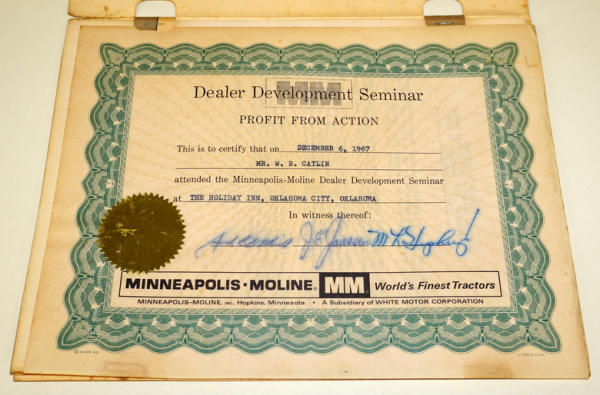 MM
Dealer Development Seminar
PROFIT FROM ACTION
This is to certify that on DECEMBER 6, 1967
MR. W. B. CATLIN
attended the Minneapolis-Moline Dealer Development Seminar
at THE HOLIDAY INN, OKLAHOMA CITY, OKLAHOMA
In witness thereof:
MINNEAPOLIS-MOLINE. MM World's Finest Tractors
MINNEAPOLIS-MOLINE, INC. Hopkins, Minnesota • A Subsidiary of WHITE MOTOR CORPORATION